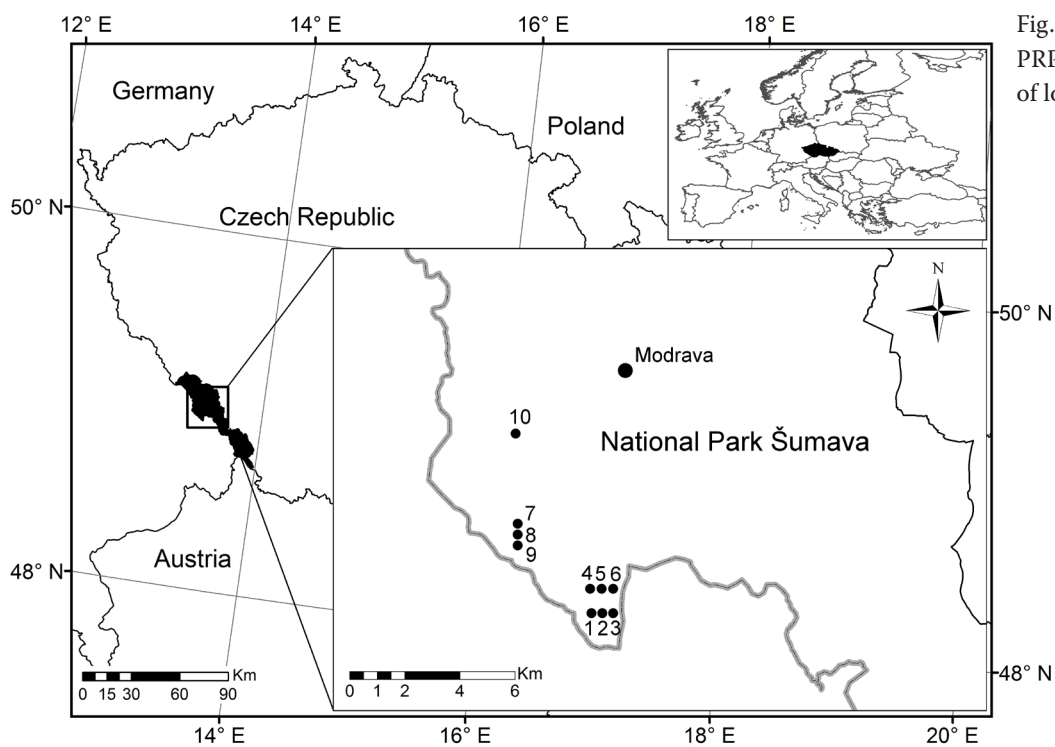 12° E 14° E 16° E 18° E
Fig.
PRP
of lo
Germany
Poland
50° N
Czech Republic
N
50° N
Modrava
10
National Park Šumava
7
8
9
Austria
48° N
4 5 6
1 2 3
Km
0 15 30 60 90
Km
0 1 2 4 6
48° N
14° E 16° E 18° E 20° E